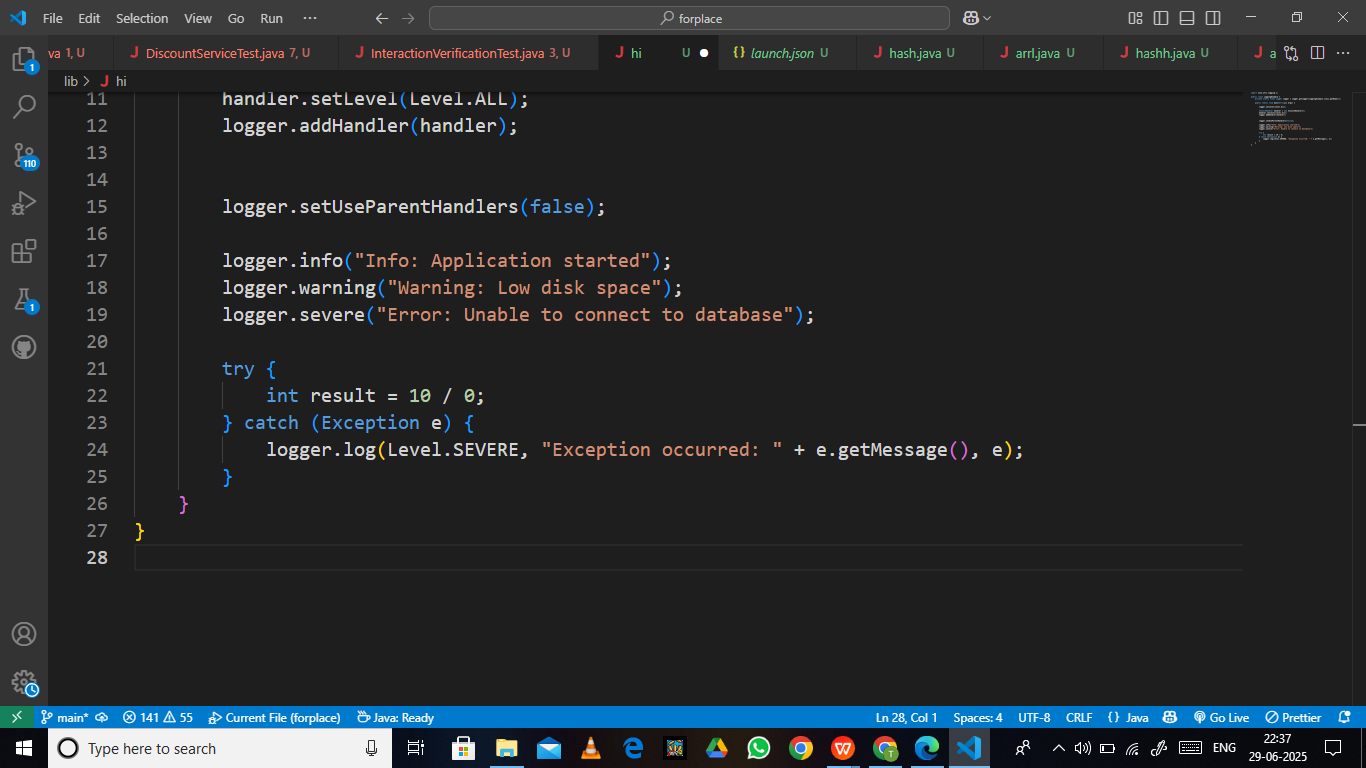 File Edit Selection View Go Run ··· forplace
va 1, U DiscountServiceTest.java 7, U InteractionVerificationTest.java 3, U hi U launch.json U hash.java U arrl.java U hashh.java U a
lib > hi
11 handler.setLevel(Level.ALL);
12 logger.addHandler(handler);
13
14
15 logger.setUseParentHandlers(false);
16
17 logger.info("Info: Application started");
18 logger.warning("Warning: Low disk space");
19 logger.severe("Error: Unable to connect to database");
20
21 try {
22 int result = 10 / 0;
23 } catch (Exception e) {
24 logger.log(Level.SEVERE, "Exception occurred: " + e.getMessage(), e);
25 }
26 }
27 }
28
1
110
1
main* 141 55 Current File (forplace) Java: Ready Ln 28, Col 1 Spaces: 4 UTF-8 CRLF {} Java Go Live Prettier
Type here to search ENG 22:37
29-06-2025